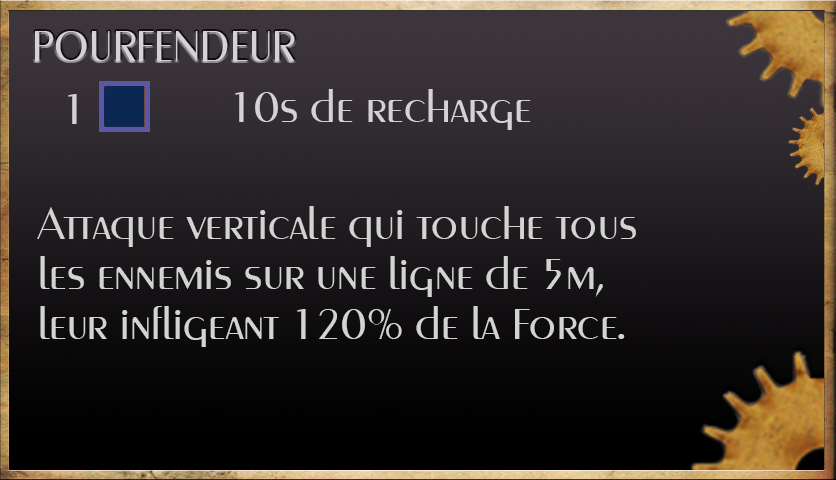 POURFENDEUR
1 10s de recharge
Attaque verticale qui touche tous
les ennemis sur une ligne de 5m,
leur infligeant 120% de la Force.